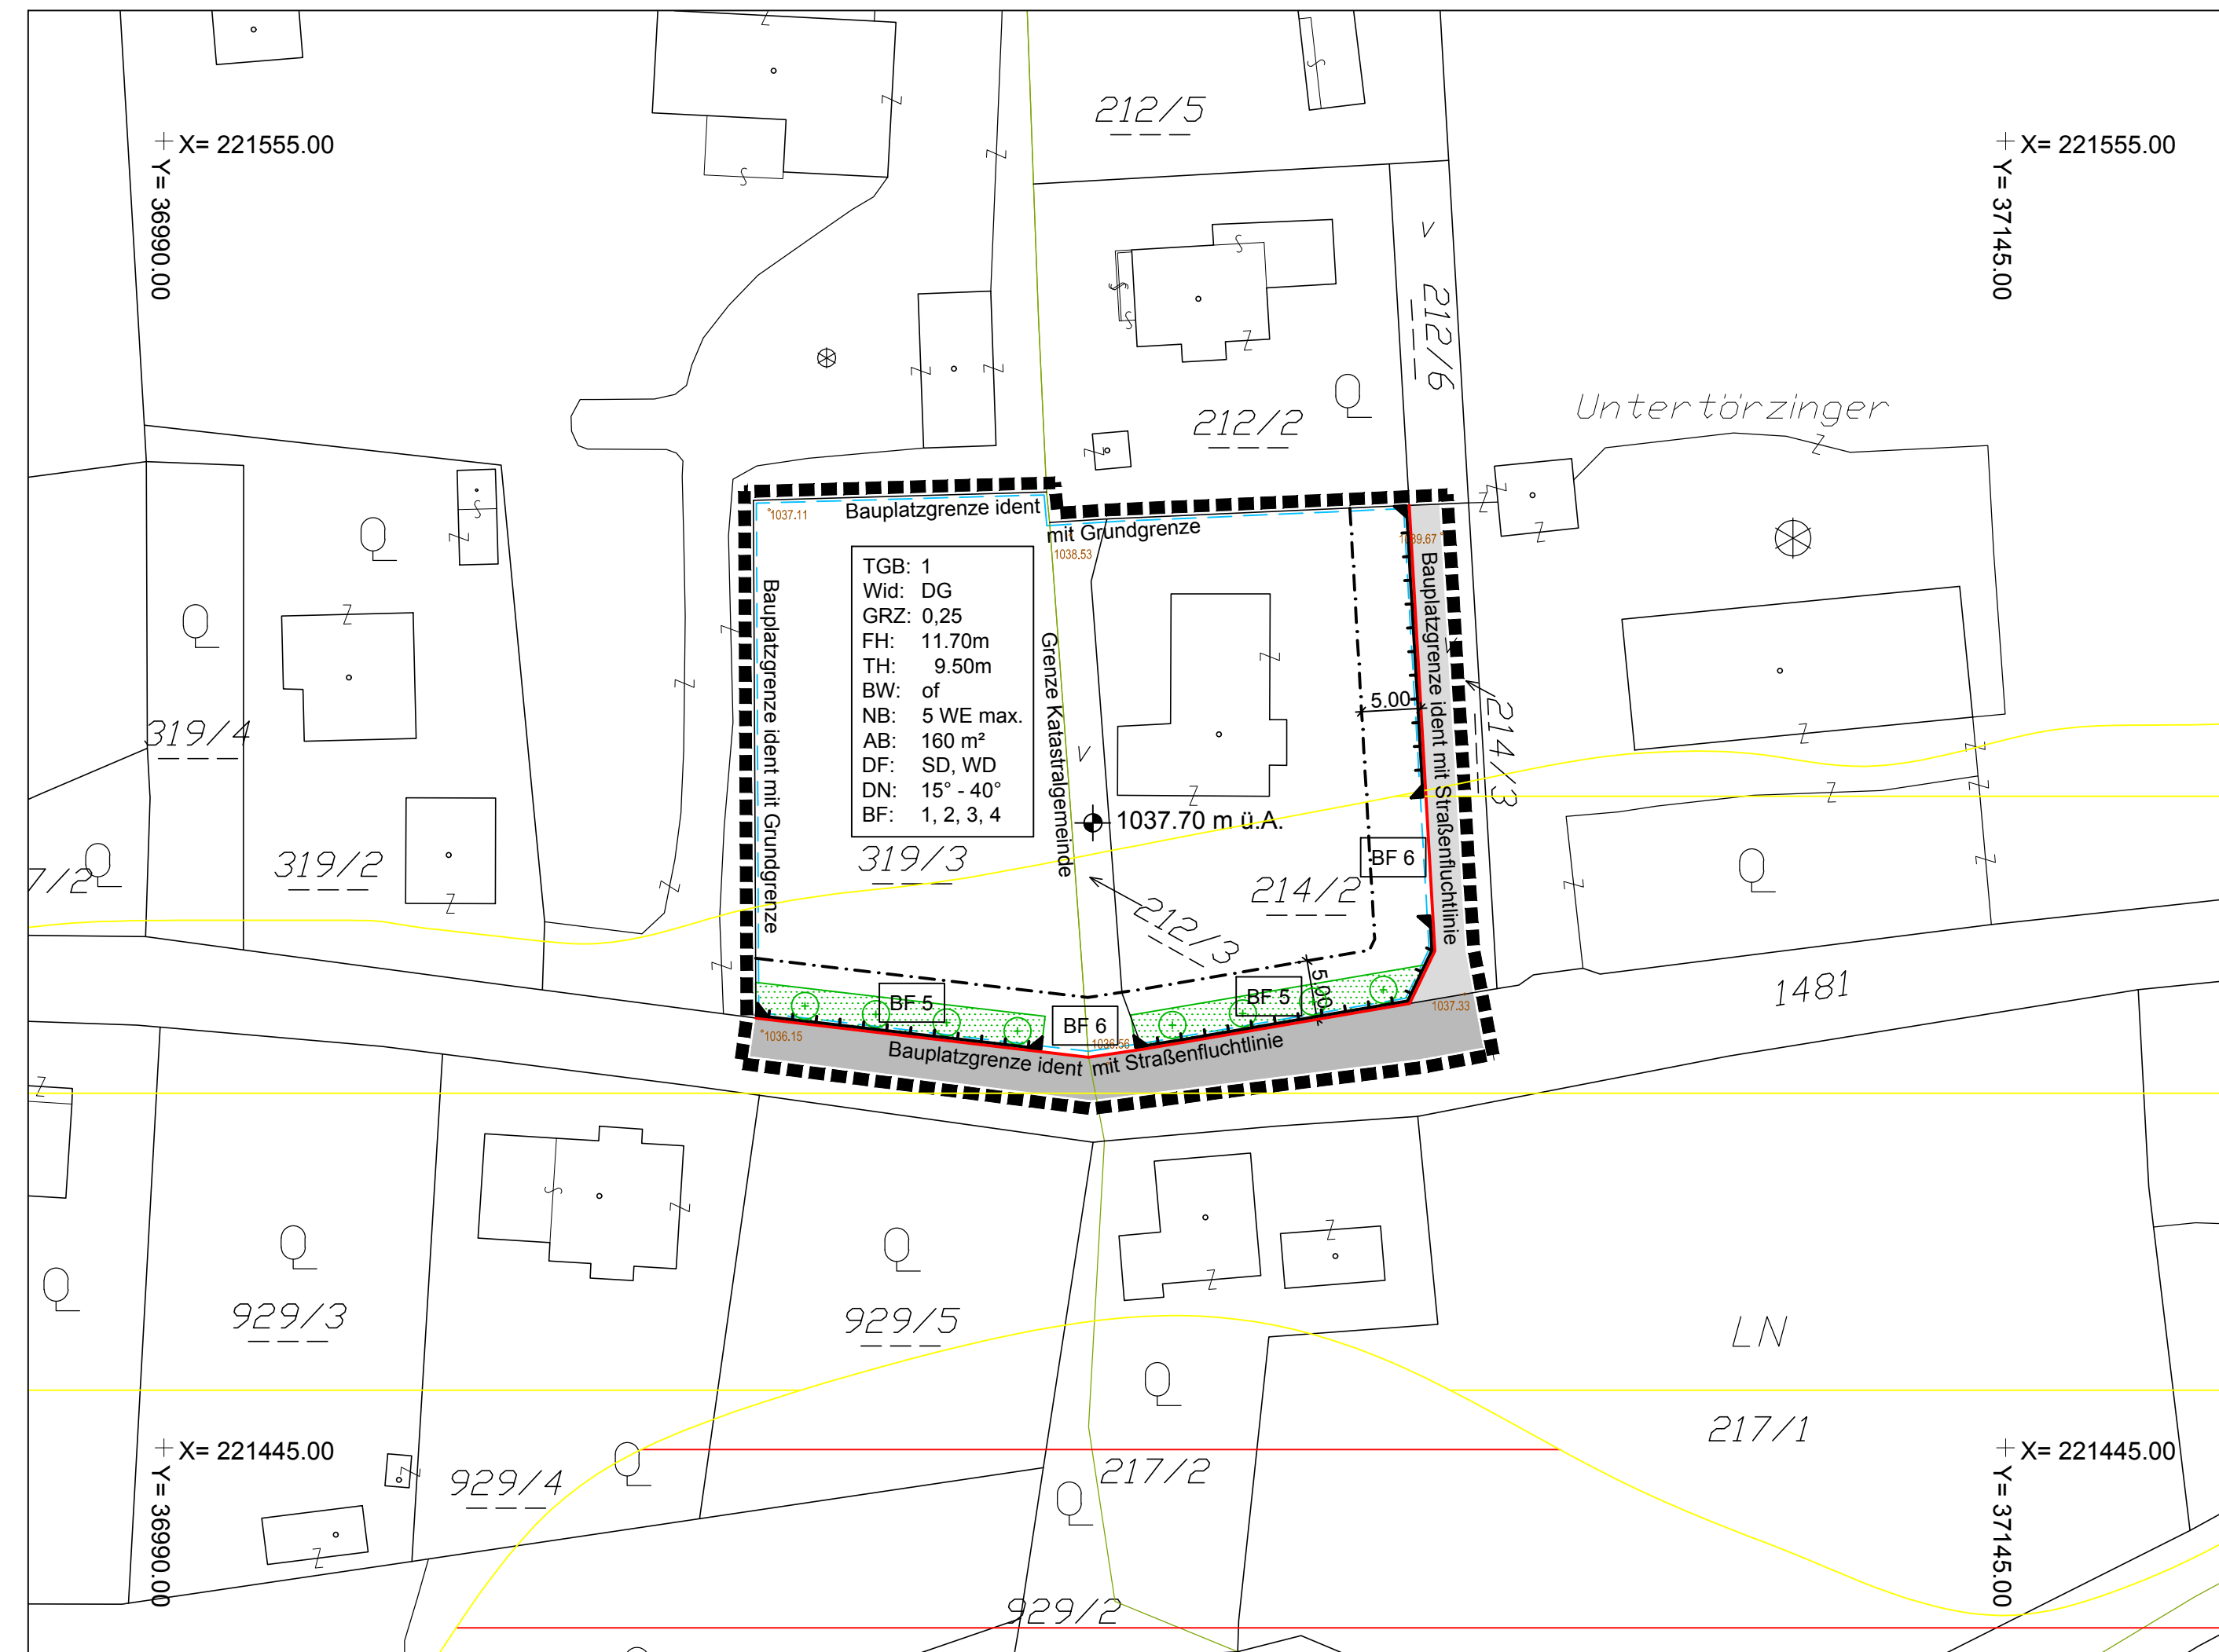 X= 221555.00
Y= 36990.00
212/5
X= 221555.00
Y= 37145.00
212/6
212/2
Untertörzinger
Bauplatzgrenze ident
mit Grundgrenze
1037.11
1038.53
TGB: 1
Wid: DG
GRZ: 0,25
FH: 11.70m
TH: 9.50m
BW: of
NB: 5 WE max.
AB: 160 m²
DF: SD, WD
DN: 15° - 40°
BF: 1, 2, 3, 4
Bauplatzgrenze ident mit Grundgrenze
Grenze Katastralgemeinde
Bauplatzgrenze ident mit Straßenfluchtlinie
5.00
214/3
319/4
319/2
7/2
319/3
1037.70 m ü.A.
BF 6
214/2
212/3
1481
BF 5
BF 6
BF 5
5.00
1037.33
1036.15
1036.56
Bauplatzgrenze ident mit Straßenfluchtlinie
929/3
929/5
LN
217/1
X= 221445.00
Y= 36990.00
929/4
217/2
X= 221445.00
Y= 37145.00
929/2